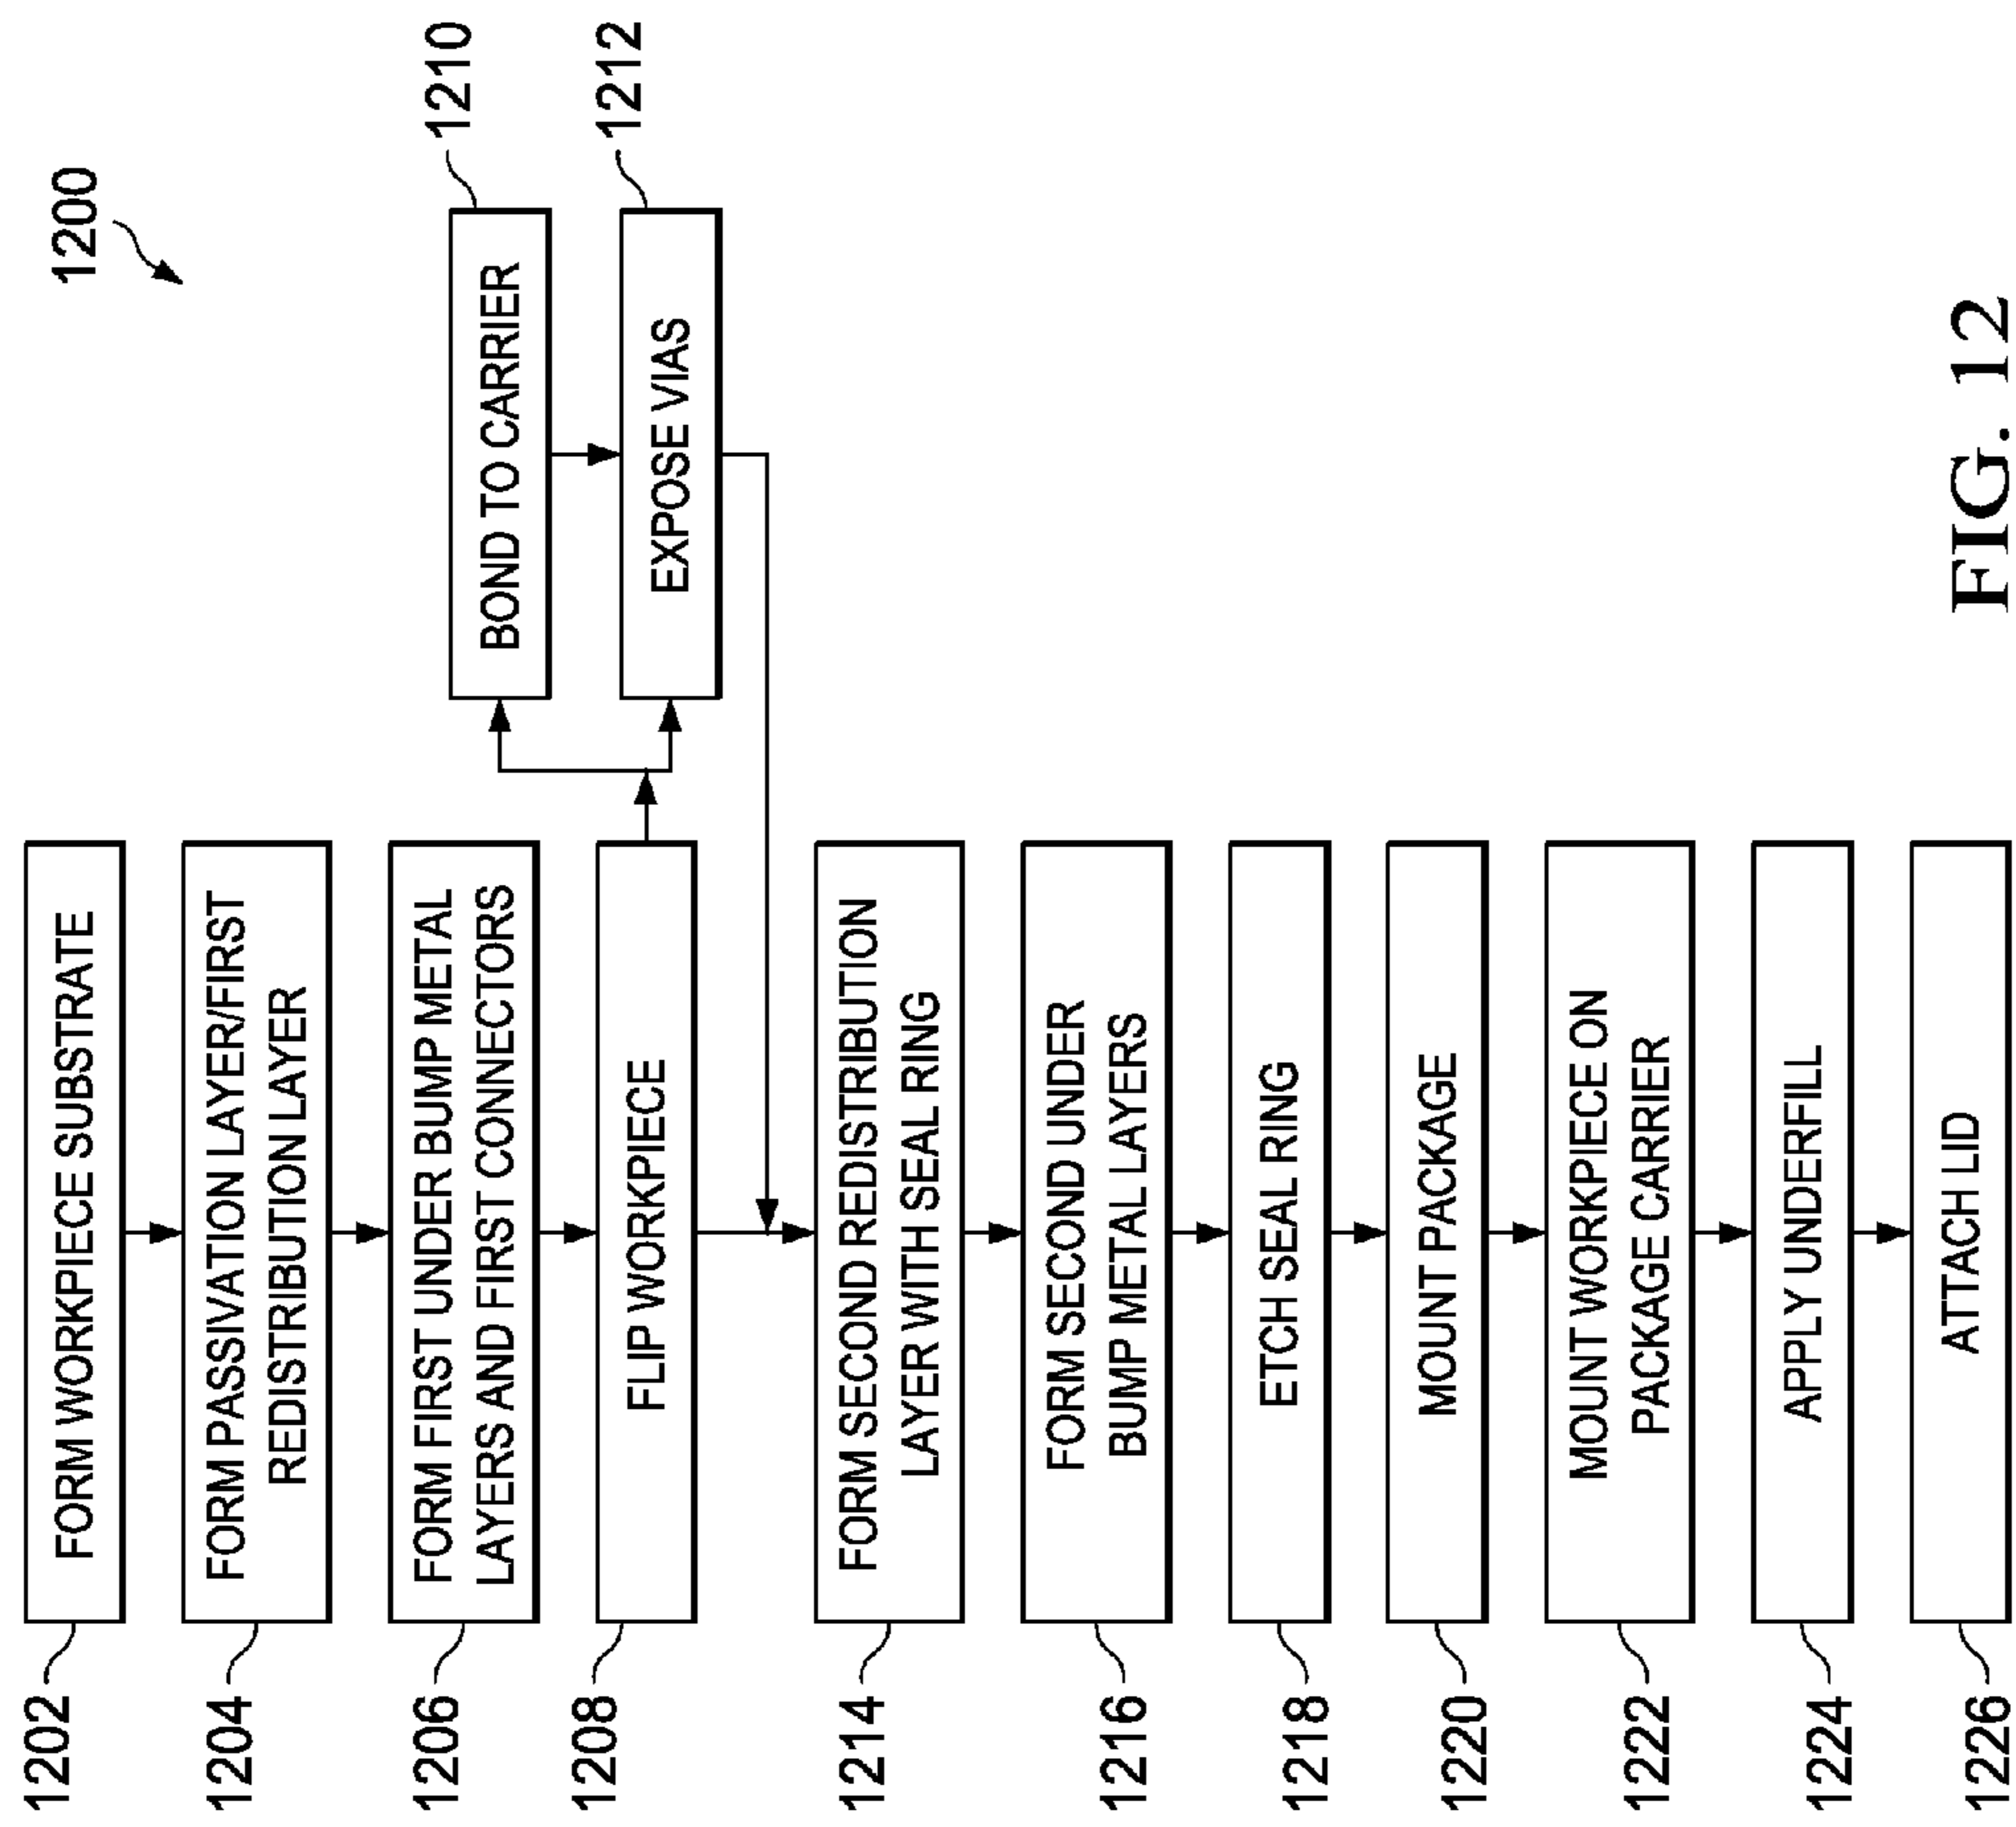 1200
1202
FORM WORKPIECE SUBSTRATE
1204
FORM PASSIVATION LAYER/FIRST
REDISTRIBUTION LAYER
1206
FORM FIRST UNDER BUMP METAL
LAYERS AND FIRST CONNECTORS
1208
FLIP WORKPIECE
1210
BOND TO CARRIER
1212
EXPOSE VIAS
1214
FORM SECOND REDISTRIBUTION
LAYER WITH SEAL RING
1216
FORM SECOND UNDER
BUMP METAL LAYERS
1218
ETCH SEAL RING
1220
MOUNT PACKAGE
1222
MOUNT WORKPIECE ON
PACKAGE CARRIER
1224
APPLY UNDERFILL
1226
ATTACH LID
FIG. 12